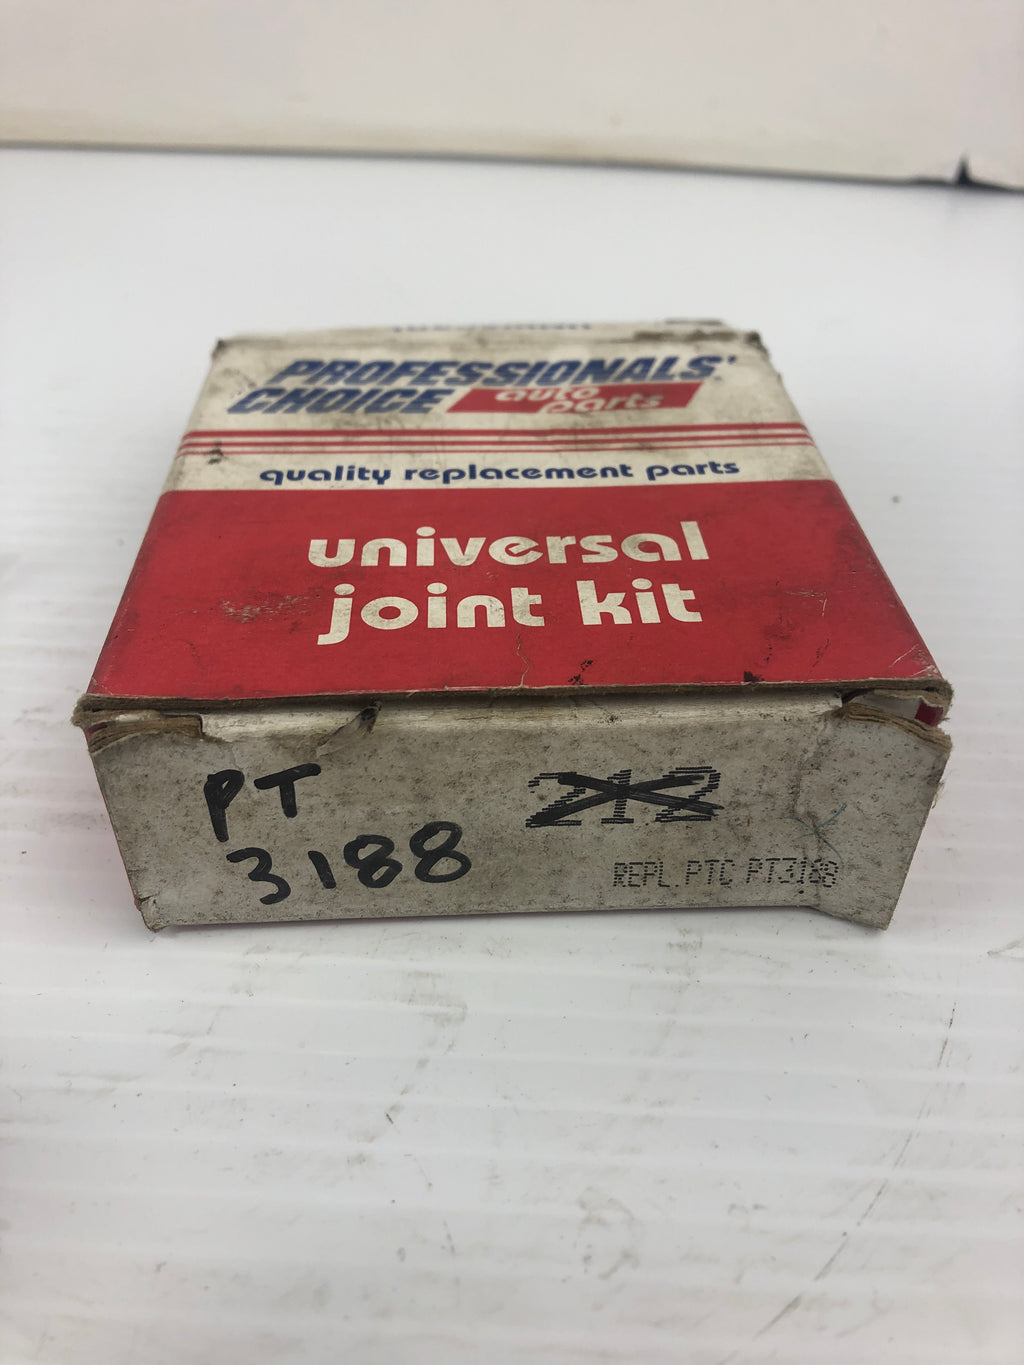 PROFESSIONALS'
CHOICE auto parts
quality replacement parts
universal
joint kit
PT
3188
212
REPL.PTC PT3188